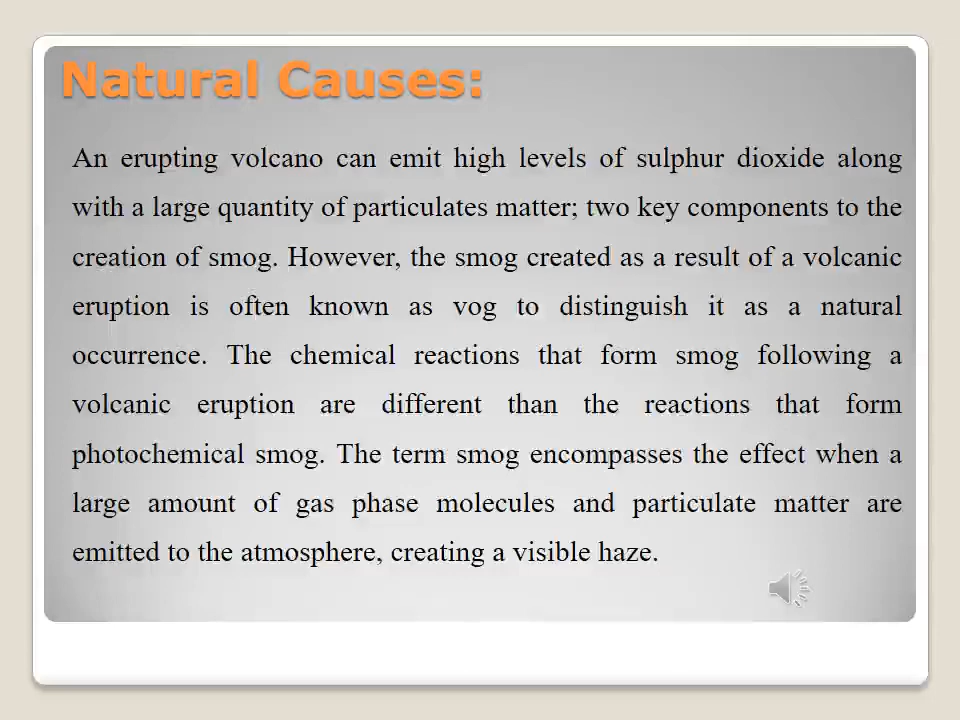 Natural Causes:
An erupting volcano can emit high levels of sulphur dioxide along
with a large quantity of particulates matter; two key components to the
creation of smog. However, the smog created as a result of a volcanic
eruption is often known as vog to distinguish it as a natural
occurrence. The chemical reactions that form smog following a
volcanic eruption are different than the reactions that form
photochemical smog. The term smog encompasses the effect when a
large amount of gas phase molecules and particulate matter are
emitted to the atmosphere, creating a visible haze.